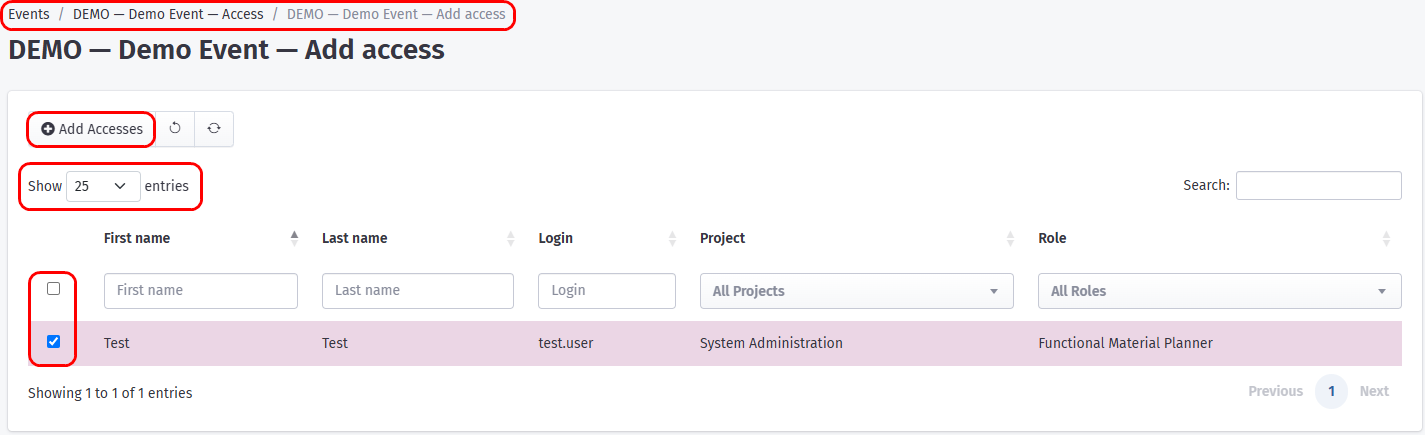 Events / DEMO — Demo Event — Access / DEMO — Demo Event — Add access
DEMO — Demo Event — Add access
Add Accesses
Show 25 entries Search:
First name Last name Login Project Role
First name Last name Login All Projects All Roles
Test Test test.user System Administration Functional Material Planner
Showing 1 to 1 of 1 entries Previous 1 Next